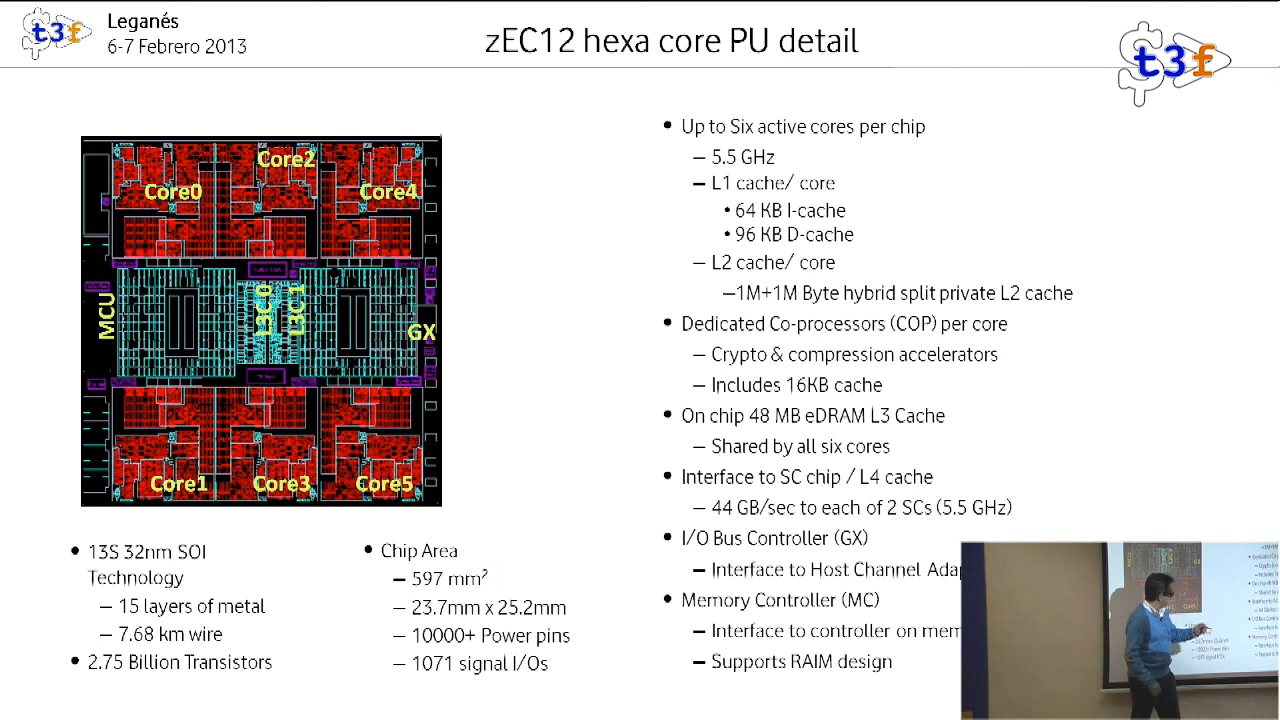 t3f
Leganés
6-7 Febrero 2013
zEC12 hexa core PU detail
t3f
Core0
Core2
Core4
MCU
L3C 0
L3C 1
GX
Core1
Core3
Core5
• 13S 32nm SOI
Technology
– 15 layers of metal
– 7.68 km wire
• 2.75 Billion Transistors
• Chip Area
– 597 mm²
– 23.7mm x 25.2mm
– 10000+ Power pins
– 1071 signal I/Os
• Up to Six active cores per chip
– 5.5 GHz
– L1 cache/ core
• 64 KB I-cache
• 96 KB D-cache
– L2 cache/ core
–1M+1M Byte hybrid split private L2 cache
• Dedicated Co-processors (COP) per core
– Crypto & compression accelerators
– Includes 16KB cache
• On chip 48 MB eDRAM L3 Cache
– Shared by all six cores
• Interface to SC chip / L4 cache
– 44 GB/sec to each of 2 SCs (5.5 GHz)
• I/O Bus Controller (GX)
– Interface to Host Channel Adap
• Memory Controller (MC)
– Interface to controller on mem
– Supports RAIM design